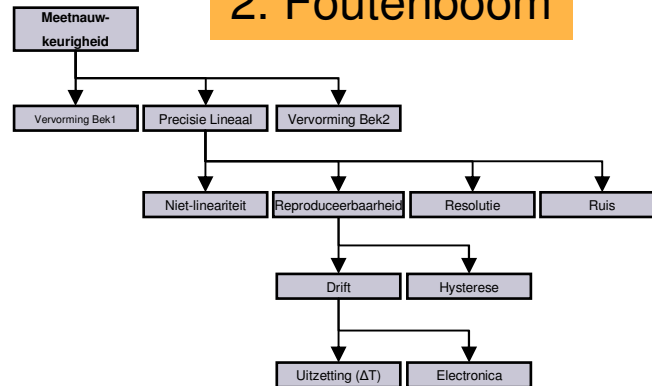 2. Foutenboom
Meetnauw-
keurigheid
Vervorming Bek1
Precisie Lineaal
Vervorming Bek2
Niet-lineariteit
Reproduceerbaarheid
Resolutie
Ruis
Drift
Hysterese
Uitzetting (ΔT)
Electronica